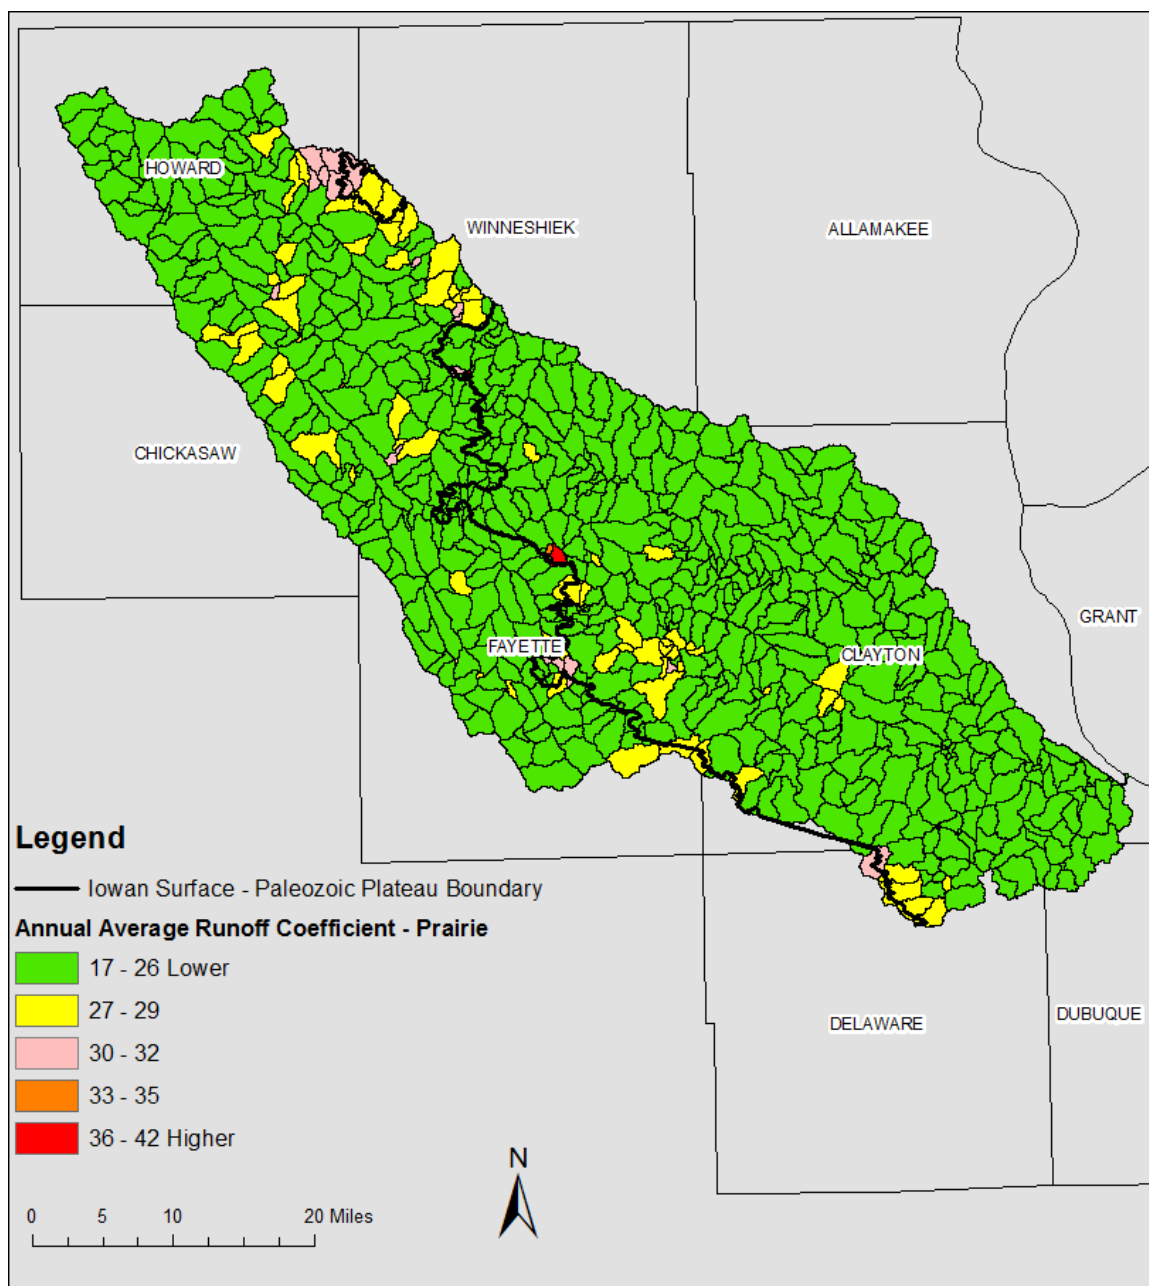 HOWARD
WINNESHIEK
ALLAMAKEE
CHICKASAW
GRANT
FAYETTE
CLAYTON
Legend
Iowan Surface - Paleozoic Plateau Boundary
Annual Average Runoff Coefficient - Prairie
17 - 26 Lower
27 - 29
30 - 32
33 - 35
36 - 42 Higher
DELAWARE
DUBUQUE
N
0 5 10 20 Miles